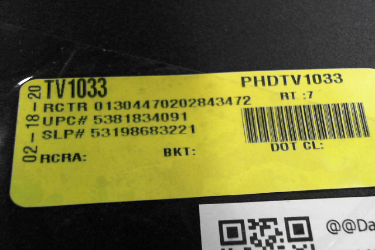 02-18-20
TV1033 PHDTV1033
RCTR 01304470202843472 RT :7
UPC# 5381834091
SLP# 53198683221
RCRA: BKT: DOT CL:
@@Da